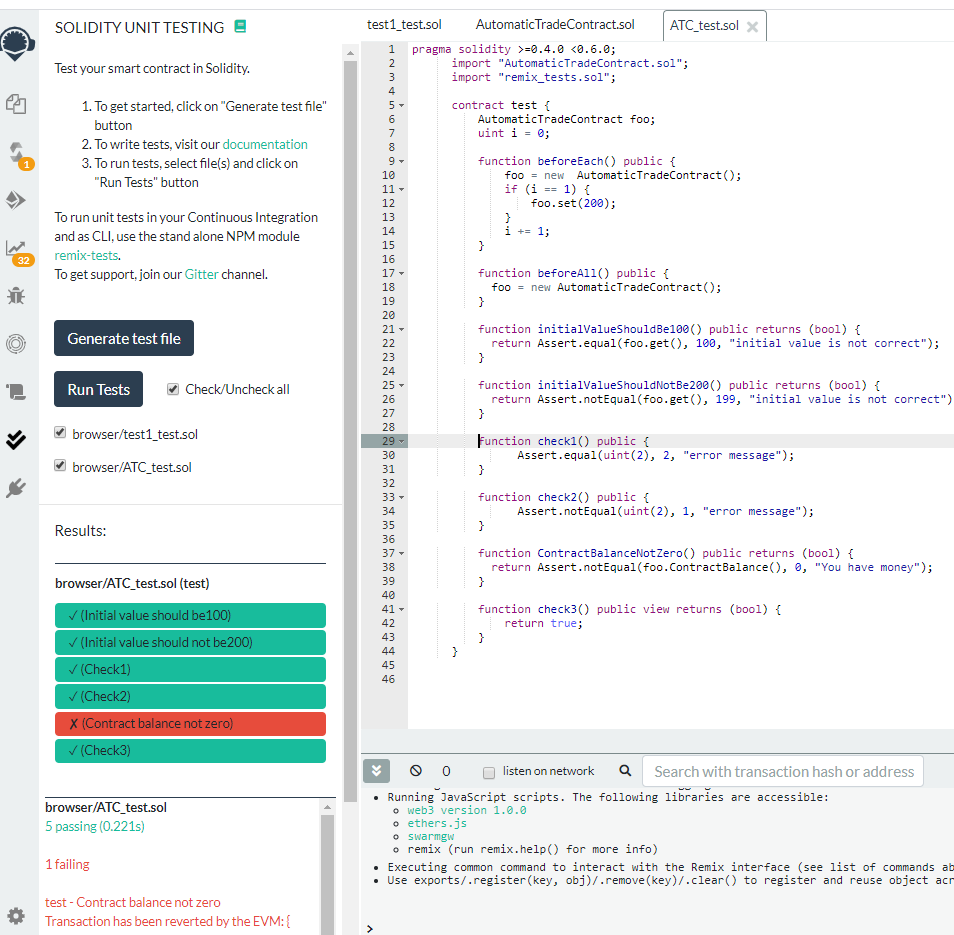 SOLIDITY UNIT TESTING
Test your smart contract in Solidity.
1. To get started, click on "Generate test file"
button
2. To write tests, visit our documentation
3. To run tests, select file(s) and click on
"Run Tests" button
To run unit tests in your Continuous Integration
and as CLI, use the stand alone NPM module
remix-tests.
To get support, join our Gitter channel.
Generate test file
Run Tests
Check/Uncheck all
browser/test1_test.sol
browser/ATC_test.sol
Results:
browser/ATC_test.sol (test)
✓ (Initial value should be100)
✓ (Initial value should not be200)
✓ (Check1)
✓ (Check2)
✗ (Contract balance not zero)
✓ (Check3)
browser/ATC_test.sol
5 passing (0.221s)
1 failing
test - Contract balance not zero
Transaction has been reverted by the EVM: {
1
32
test1_test.sol
AutomaticTradeContract.sol
ATC_test.sol
1 pragma solidity >=0.4.0 <0.6.0;
2 import "AutomaticTradeContract.sol";
3 import "remix_tests.sol";
4
5 contract test {
6 AutomaticTradeContract foo;
7 uint i = 0;
8
9 function beforeEach() public {
10 foo = new  AutomaticTradeContract();
11 if (i == 1) {
12 foo.set(200);
13 }
14 i += 1;
15 }
16
17 function beforeAll() public {
18 foo = new AutomaticTradeContract();
19 }
20
21 function initialValueShouldBe100() public returns (bool) {
22 return Assert.equal(foo.get(), 100, "initial value is not correct");
23 }
24
25 function initialValueShouldNotBe200() public returns (bool) {
26 return Assert.notEqual(foo.get(), 199, "initial value is not correct")
27 }
28
29 function check1() public {
30 Assert.equal(uint(2), 2, "error message");
31 }
32
33 function check2() public {
34 Assert.notEqual(uint(2), 1, "error message");
35 }
36
37 function ContractBalanceNotZero() public returns (bool) {
38 return Assert.notEqual(foo.ContractBalance(), 0, "You have money");
39 }
40
41 function check3() public view returns (bool) {
42 return true;
43 }
44 }
45
46
0
listen on network
Search with transaction hash or address
• Running JavaScript scripts. The following libraries are accessible:
web3 version 1.0.0
ethers.js
swarmgw
remix (run remix.help() for more info)
• Executing common command to interact with the Remix interface (see list of commands ab
• Use exports/.register(key, obj)/.remove(key)/.clear() to register and reuse object acr
>